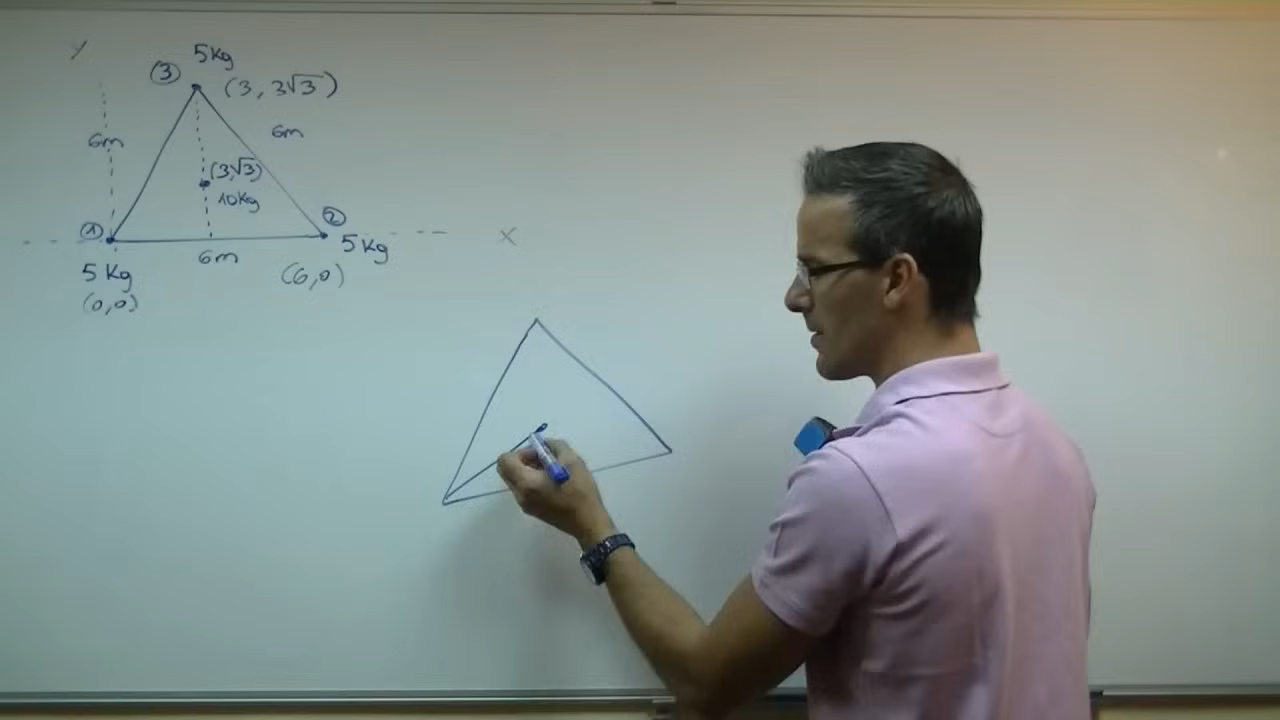 Y
5Kg
③ (3, 3√3)
6m
6m
(3,√3)
10Kg
①
②
5Kg
X
6m
5Kg
(6,0)
(0,0)